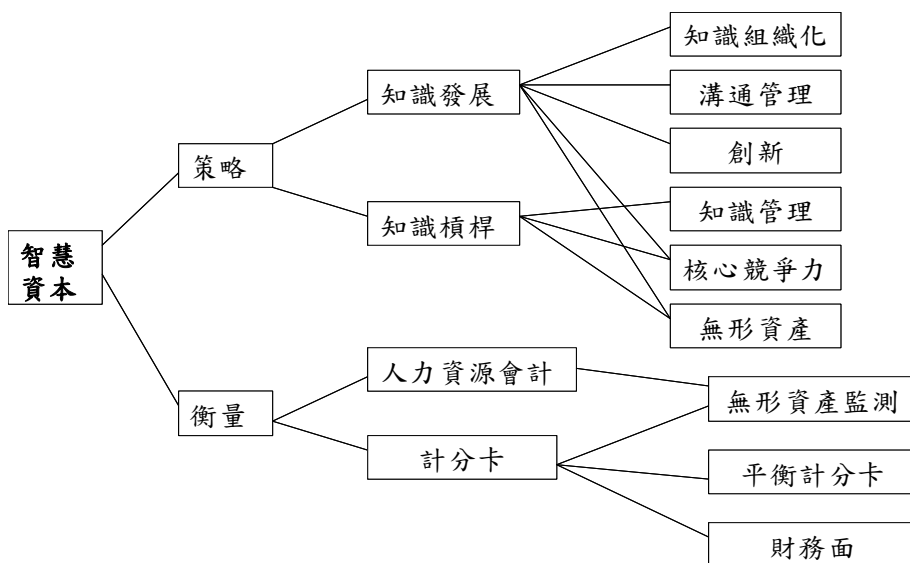 知識組織化
知識發展
溝通管理
創新
策略
知識管理
知識槓桿
智慧
資本
核心競爭力
無形資產
人力資源會計
無形資產監測
衡量
計分卡
平衡計分卡
財務面